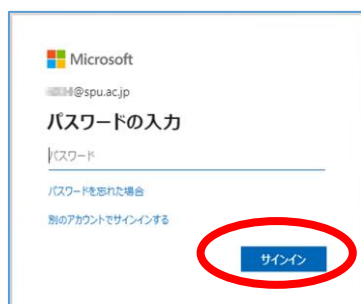 Microsoft
@spu.ac.jp
パスワードの入力
パスワード
パスワードを忘れた場合
別のアカウントでサインインする
サインイン